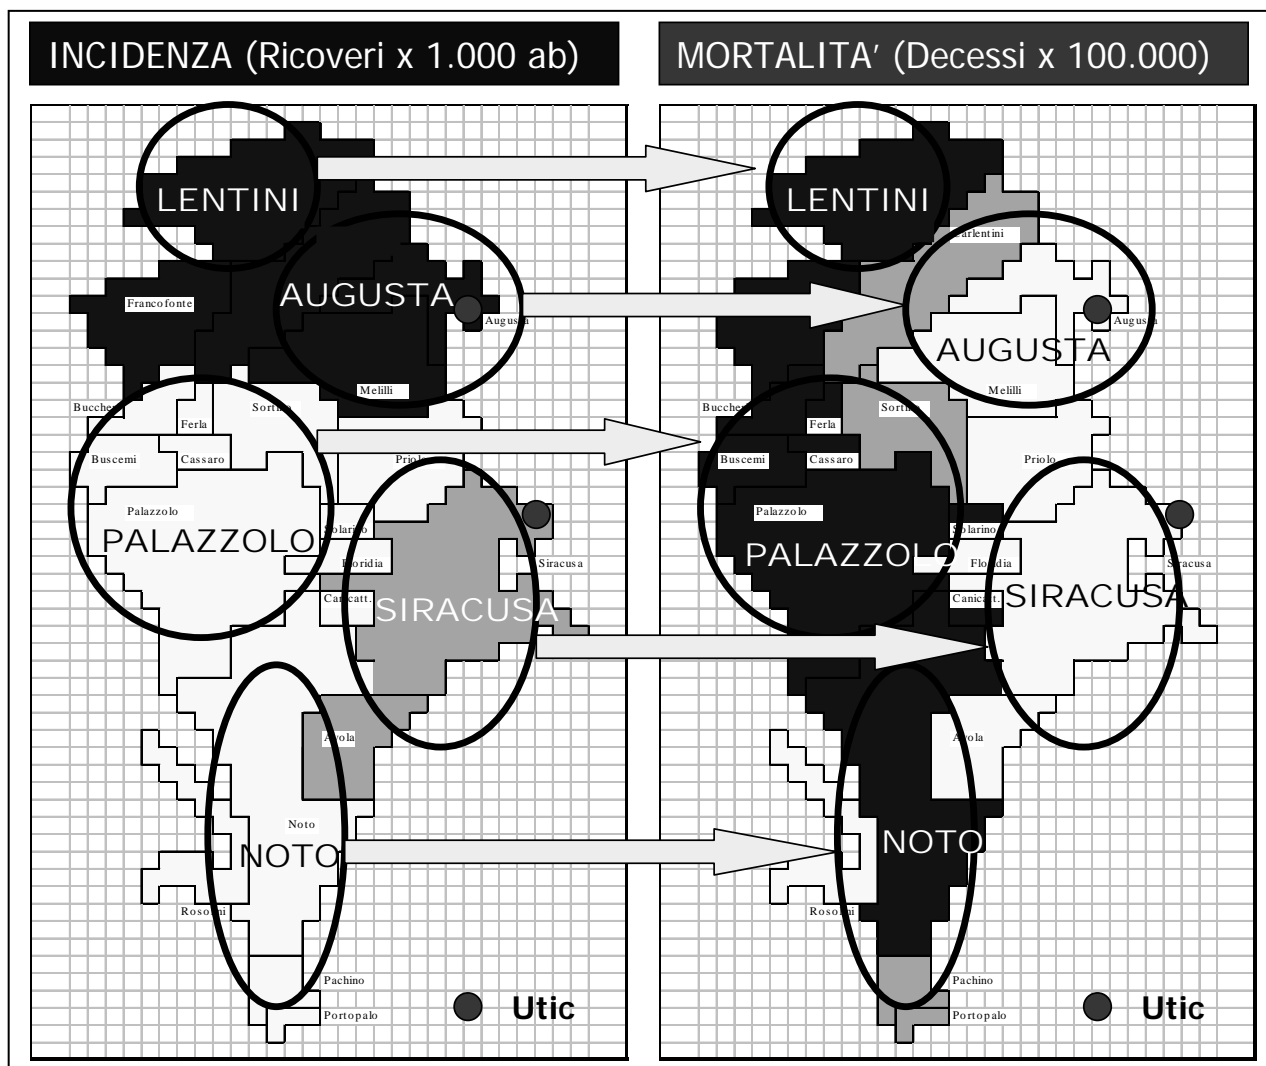 INCIDENZA (Ricoveri x 1.000 ab)
MORTALITA’ (Decessi x 100.000)
LENTINI
AUGUSTA
Francofonte
Augusta
Melilli
Sortino
Ferla
Buscemi
Cassaro
Priolo
Palazzolo
PALAZZOLO
Solarino
Floridia
Siracusa
Canicatt.
SIRACUSA
Avola
Noto
NOTO
Rosolini
Pachino
Portopalo
Utic
LENTINI
Carlentini
Augusta
AUGUSTA
Melilli
Sortino
Ferla
Buscemi
Cassaro
Priolo
Palazzolo
PALAZZOLO
Solarino
Floridia
Siracusa
Canicatt.
SIRACUSA
Avola
NOTO
Rosolini
Pachino
Portopalo
Utic